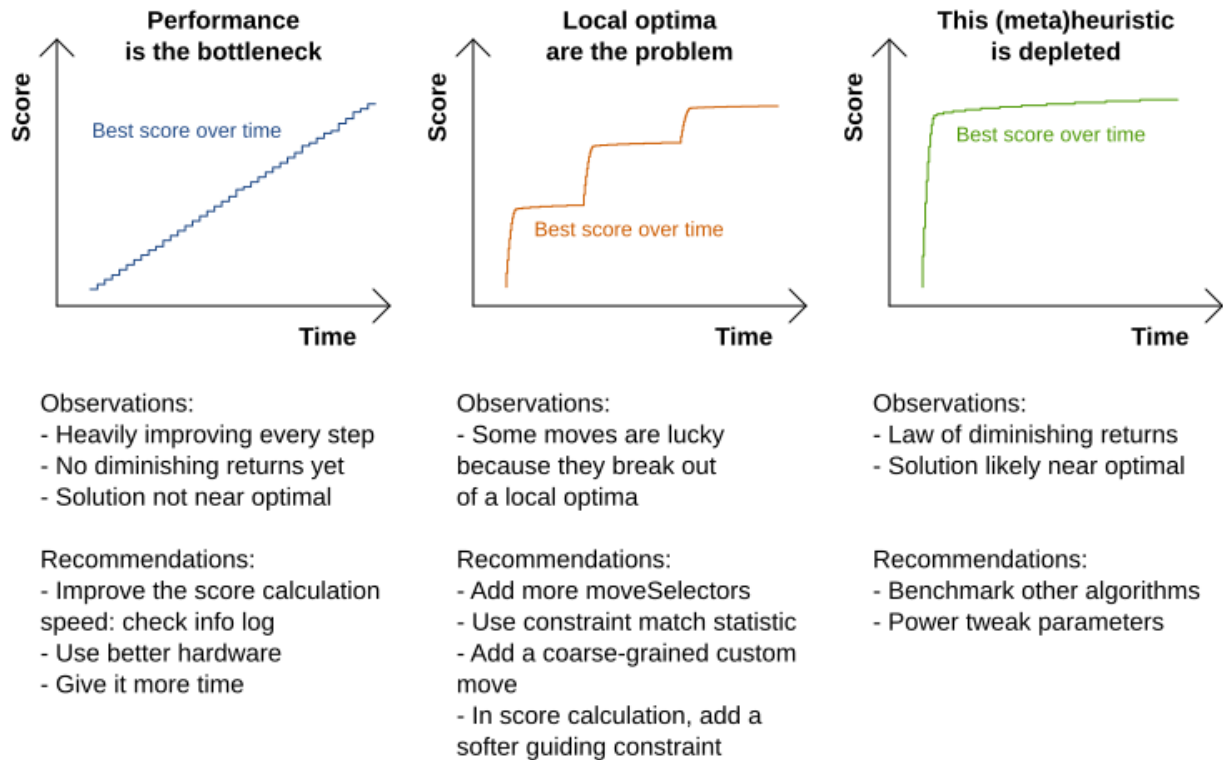 Performance
is the bottleneck
Score
Best score over time
Time
Observations:
- Heavily improving every step
- No diminishing returns yet
- Solution not near optimal
Recommendations:
- Improve the score calculation
speed: check info log
- Use better hardware
- Give it more time
Local optima
are the problem
Score
Best score over time
Time
Observations:
- Some moves are lucky
because they break out
of a local optima
Recommendations:
- Add more moveSelectors
- Use constraint match statistic
- Add a coarse-grained custom
move
- In score calculation, add a
softer guiding constraint
This (meta)heuristic
is depleted
Score
Best score over time
Time
Observations:
- Law of diminishing returns
- Solution likely near optimal
Recommendations:
- Benchmark other algorithms
- Power tweak parameters